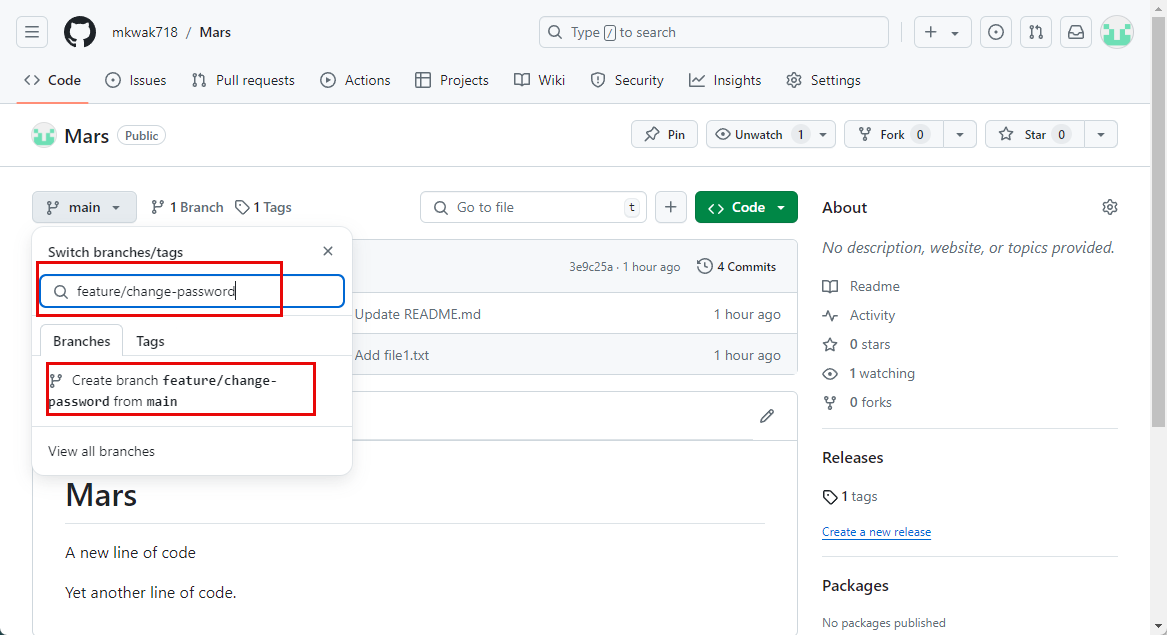 mkwak718 / Mars
Type / to search
Code Issues Pull requests Actions Projects Wiki Security Insights Settings
Mars Public
Pin Unwatch 1 Fork 0 Star 0
main 1 Branch 1 Tags
Go to file t
Code
Switch branches/tags
feature/change-password
Branches Tags
Create branch feature/change-
password from main
View all branches
3e9c25a · 1 hour ago 4 Commits
Update README.md 1 hour ago
Add file1.txt 1 hour ago
Mars
A new line of code
Yet another line of code.
About
No description, website, or topics provided.
Readme
Activity
0 stars
1 watching
0 forks
Releases
1 tags
Create a new release
Packages
No packages published